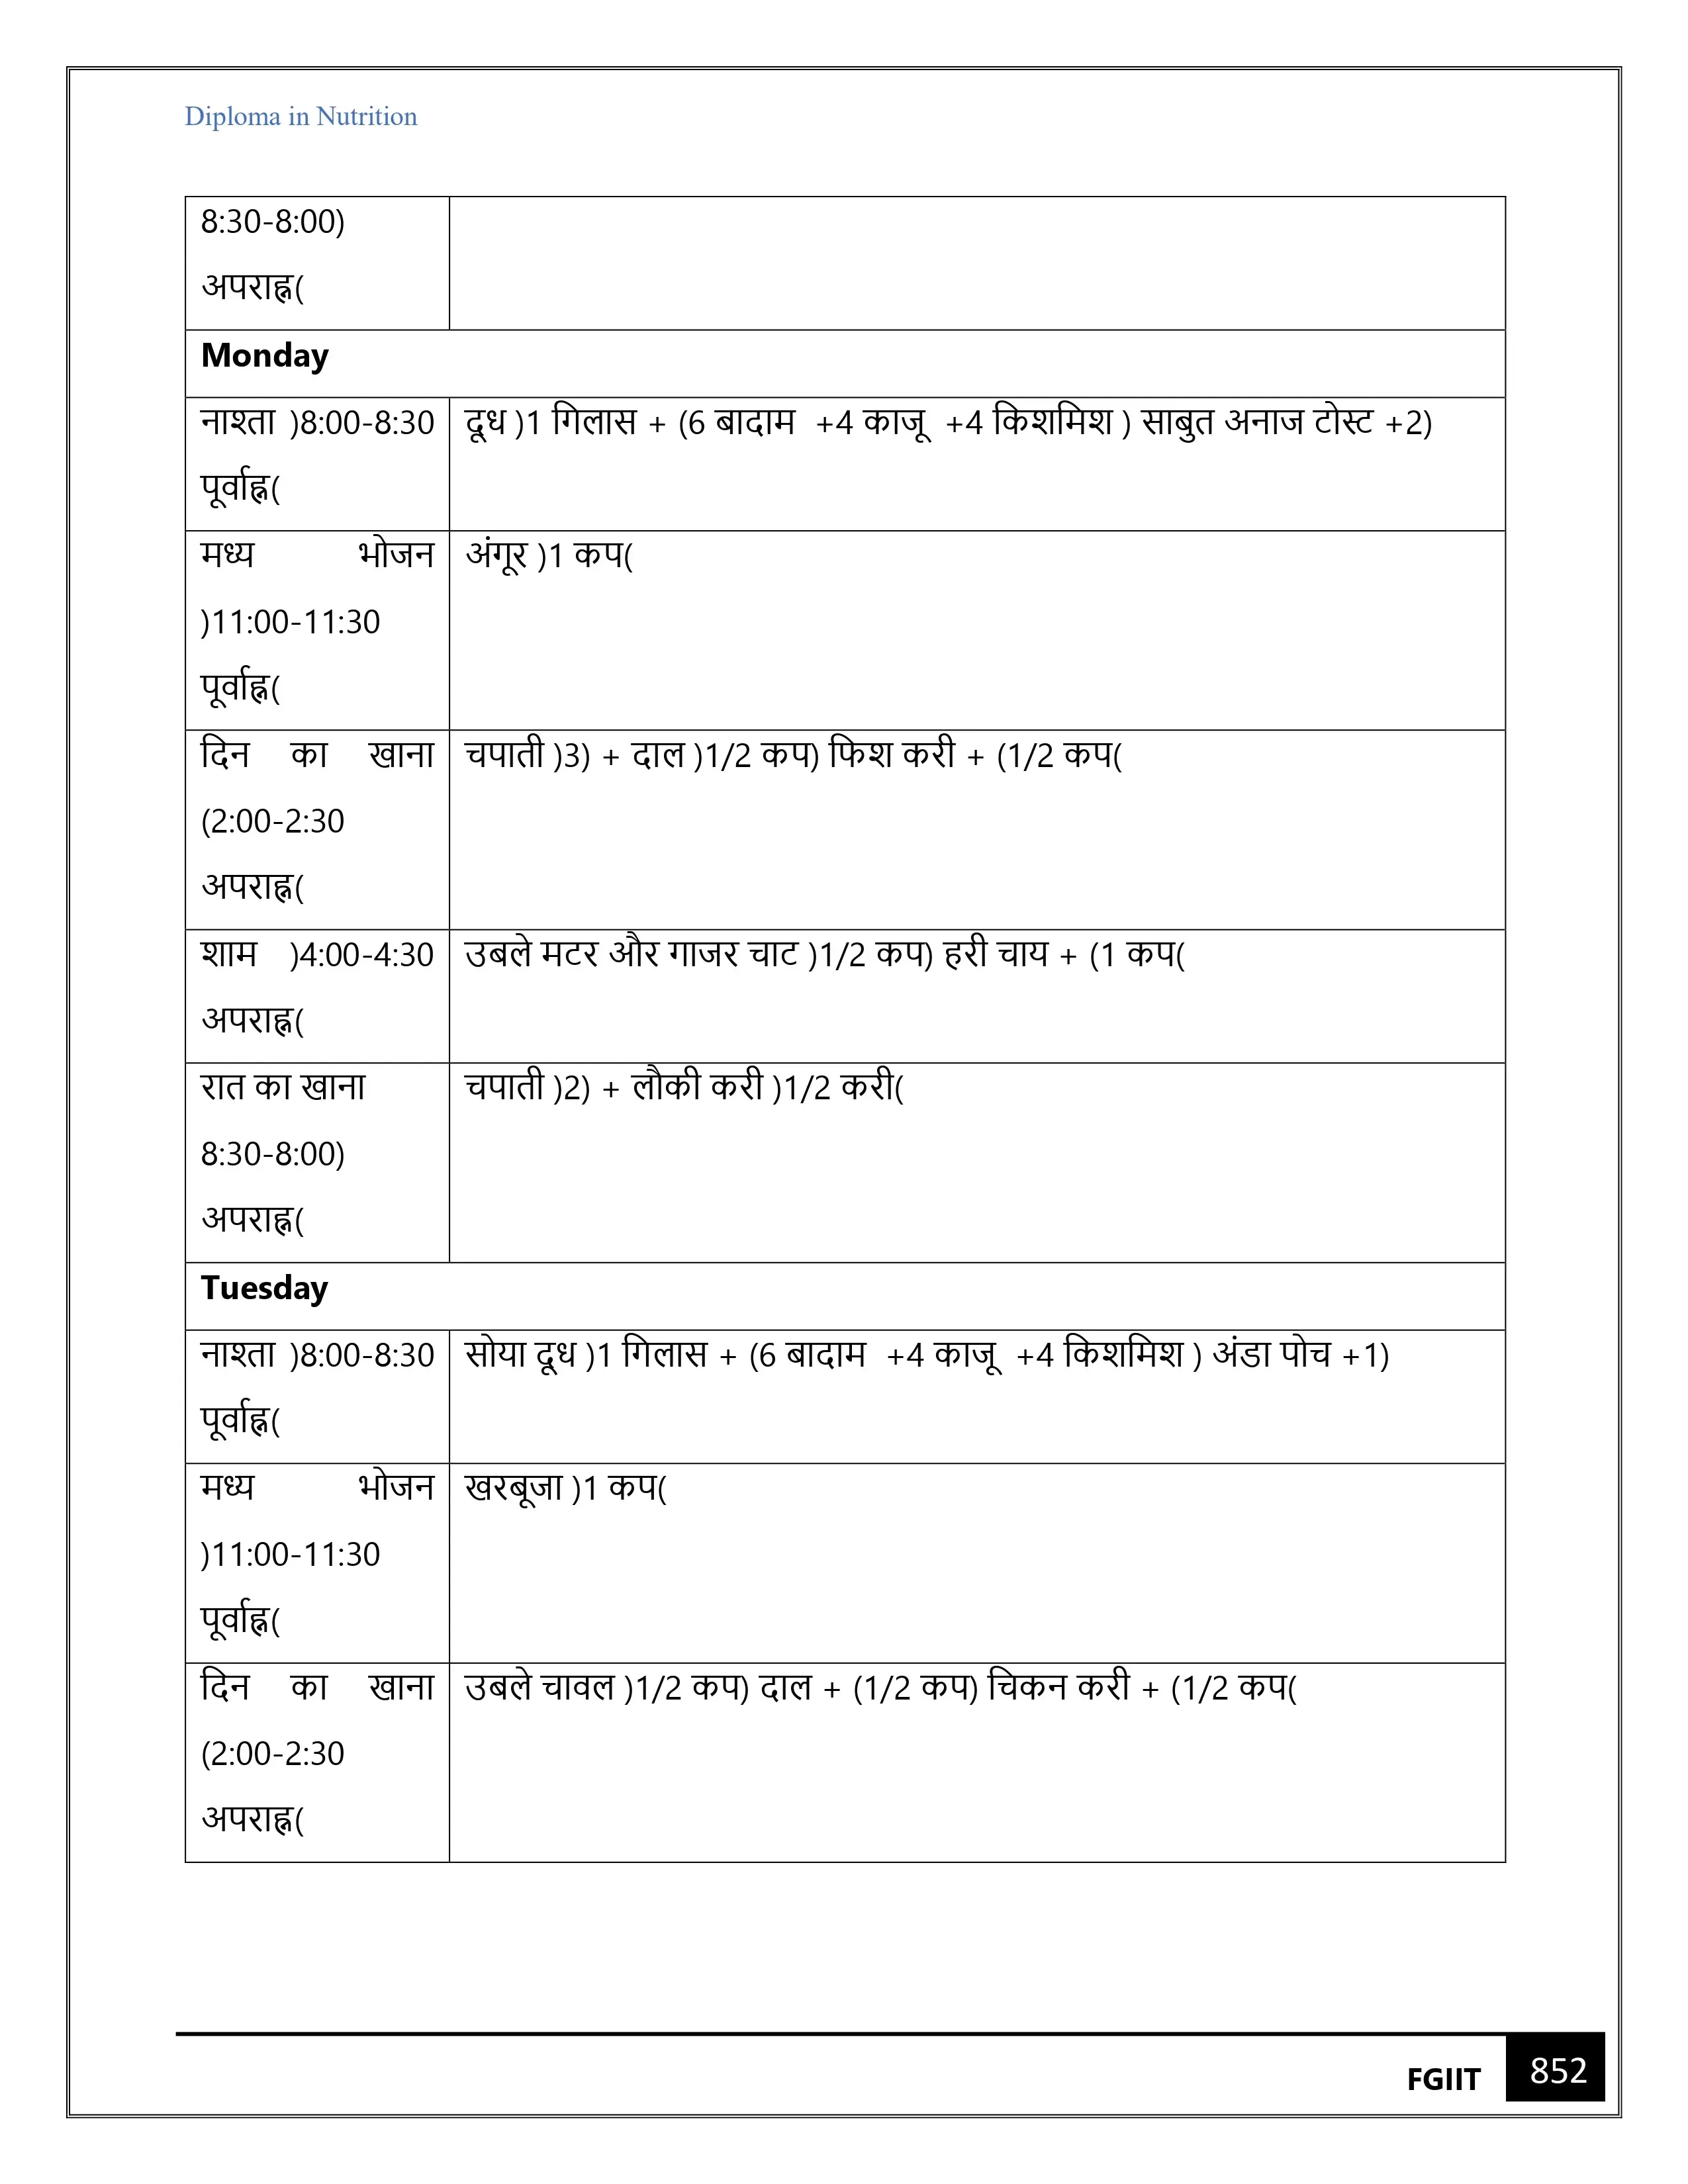 Diploma in Nutrition
8:30-8:00)
अपराह्न(
Monday
नाश्ता )8:00-8:30
पूर्वाह्न(
दूध )1 गिलास + (6 बादाम +4 काजू +4 किशमिश ) साबुत अनाज टोस्ट +2)
मध्य भोजन
)11:00-11:30
पूर्वाह्न(
अंगूर )1 कप(
दिन का खाना
(2:00-2:30
अपराह्न(
चपाती )3) + दाल )1/2 कप) फिश करी + (1/2 कप(
शाम )4:00-4:30
अपराह्न(
उबले मटर और गाजर चाट )1/2 कप) हरी चाय + (1 कप(
रात का खाना
8:30-8:00)
अपराह्न(
चपाती )2) + लौकी करी )1/2 करी(
Tuesday
नाश्ता )8:00-8:30
पूर्वाह्न(
सोया दूध )1 गिलास + (6 बादाम +4 काजू +4 किशमिश ) अंडा पोच +1)
मध्य भोजन
)11:00-11:30
पूर्वाह्न(
खरबूजा )1 कप(
दिन का खाना
(2:00-2:30
अपराह्न(
उबले चावल )1/2 कप) दाल + (1/2 कप) चिकन करी + (1/2 कप(
FGIIT 852